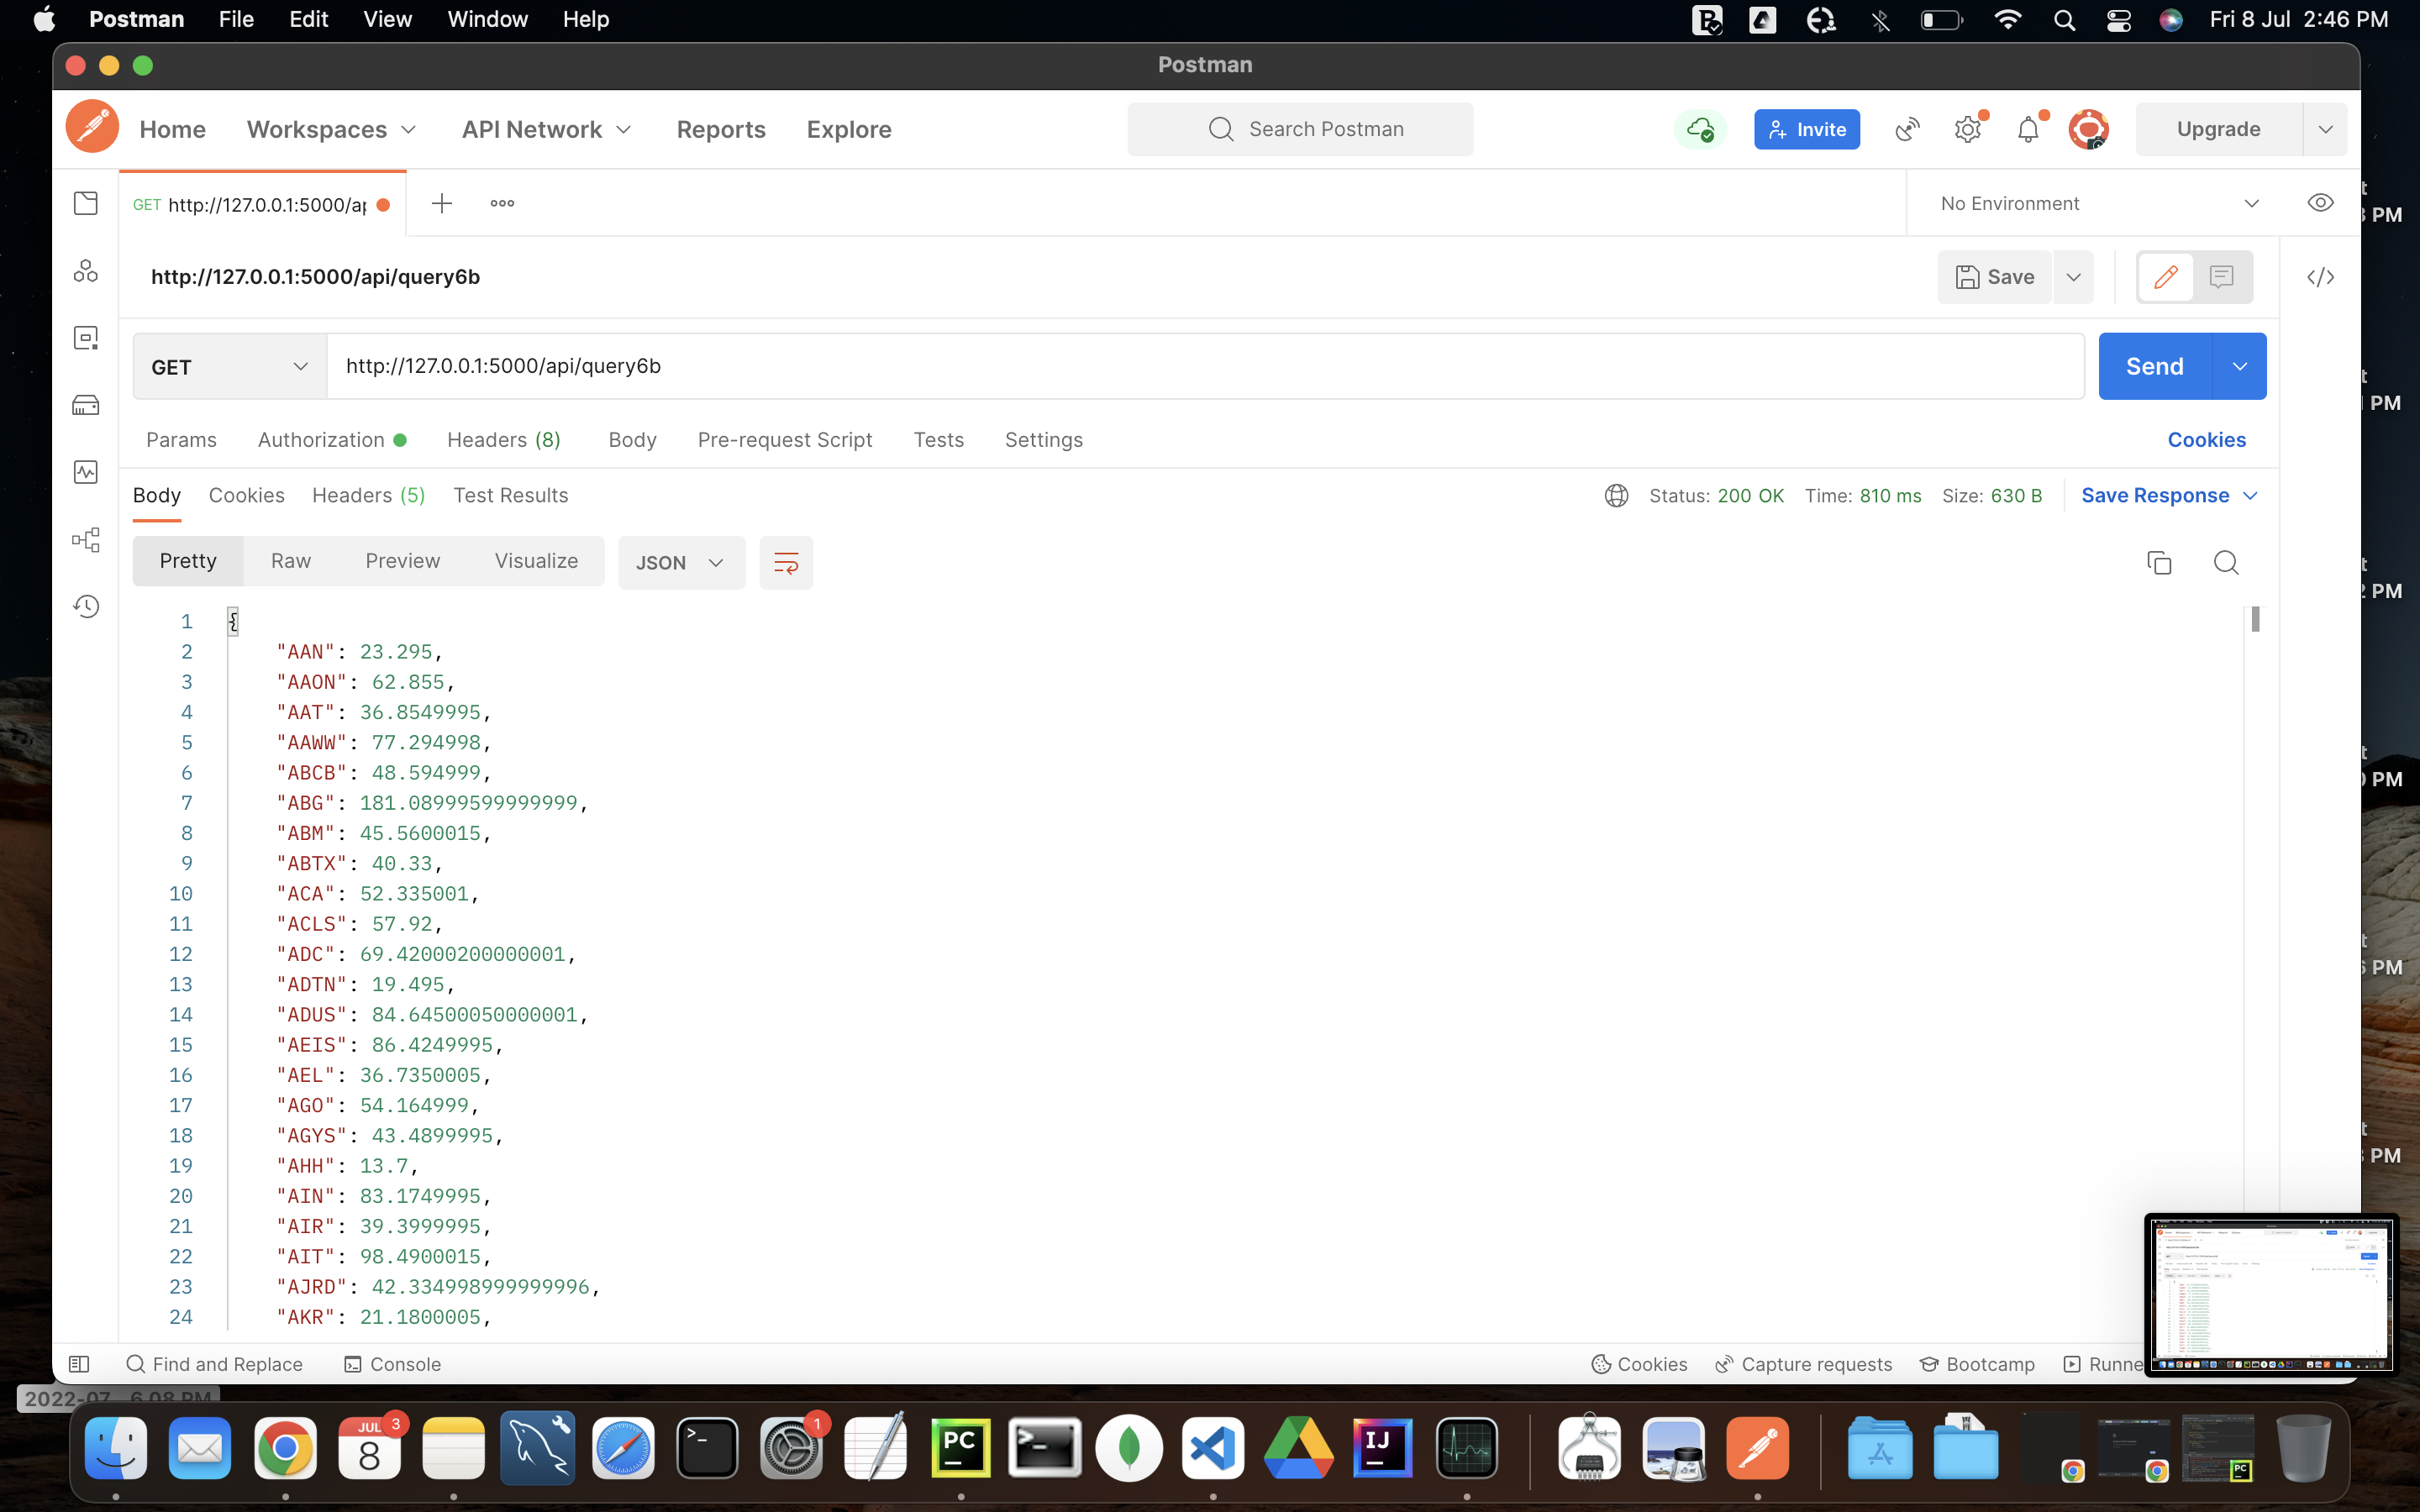 Postman File Edit View Window Help Fri 8 Jul 2:46 PM
Postman
Home Workspaces API Network Reports Explore Search Postman Invite Upgrade
GET http://127.0.0.1:5000/ap No Environment
http://127.0.0.1:5000/api/query6b Save
GET http://127.0.0.1:5000/api/query6b Send
Params Authorization Headers (8) Body Pre-request Script Tests Settings Cookies
Body Cookies Headers (5) Test Results Status: 200 OK Time: 810 ms Size: 630 B Save Response
Pretty Raw Preview Visualize JSON
1 {
2 "AAN": 23.295,
3 "AAON": 62.855,
4 "AAT": 36.8549995,
5 "AAWW": 77.294998,
6 "ABCB": 48.594999,
7 "ABG": 181.08999599999999,
8 "ABM": 45.5600015,
9 "ABTX": 40.33,
10 "ACA": 52.335001,
11 "ACLS": 57.92,
12 "ADC": 69.42000200000001,
13 "ADTN": 19.495,
14 "ADUS": 84.64500050000001,
15 "AEIS": 86.4249995,
16 "AEL": 36.7350005,
17 "AGO": 54.164999,
18 "AGYS": 43.4899995,
19 "AHH": 13.7,
20 "AIN": 83.1749995,
21 "AIR": 39.3999995,
22 "AIT": 98.4900015,
23 "AJRD": 42.334998999999996,
24 "AKR": 21.1800005,
Find and Replace Console Cookies Capture requests Bootcamp Runne
2022-07 6.08 PM
JUL 8 3
1
PC
IJ
PC